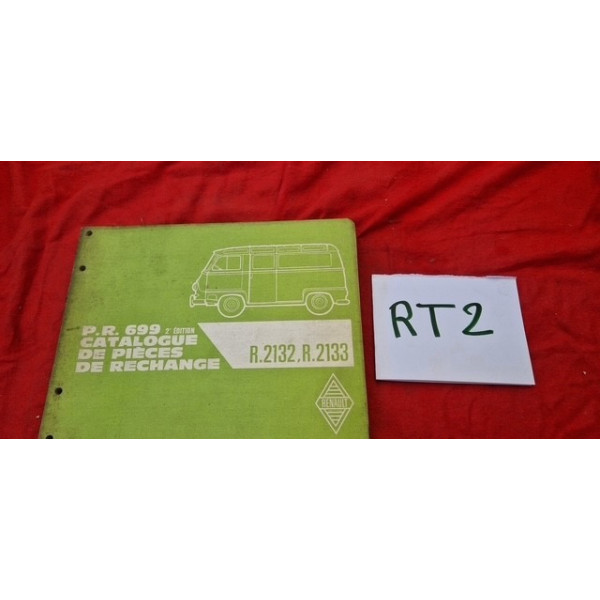 P.R. 699 2e ÉDITION
CATALOGUE
DE PIÈCES
DE RECHANGE
R.2132.R.2133
RENAULT
RT2